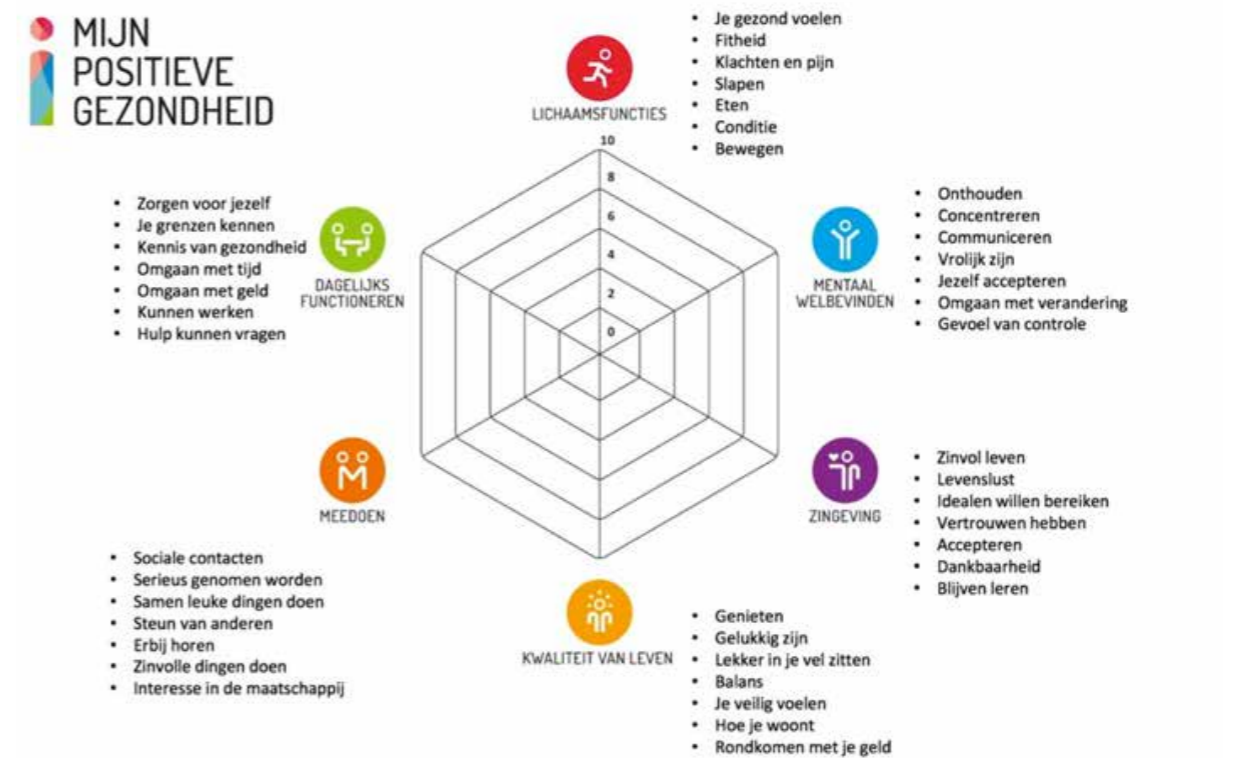 MIJN
POSITIEVE
GEZONDHEID
LICHAAMSFUNCTIES
• Je gezond voelen
• Fitheid
• Klachten en pijn
• Slapen
• Eten
• Conditie
• Bewegen
10
8
6
4
2
0
MENTAAL
WELBEVINDEN
• Onthouden
• Concentreren
• Communiceren
• Vrolijk zijn
• Jezelf accepteren
• Omgaan met verandering
• Gevoel van controle
ZINGEVING
• Zinvol leven
• Levenslust
• Idealen willen bereiken
• Vertrouwen hebben
• Accepteren
• Dankbaarheid
• Blijven leren
KWALITEIT VAN LEVEN
• Genieten
• Gelukkig zijn
• Lekker in je vel zitten
• Balans
• Je veilig voelen
• Hoe je woont
• Rondkomen met je geld
MEEDOEN
• Sociale contacten
• Serieus genomen worden
• Samen leuke dingen doen
• Steun van anderen
• Erbij horen
• Zinvolle dingen doen
• Interesse in de maatschappij
DAGELIJKS
FUNCTIONEREN
• Zorgen voor jezelf
• Je grenzen kennen
• Kennis van gezondheid
• Omgaan met tijd
• Omgaan met geld
• Kunnen werken
• Hulp kunnen vragen